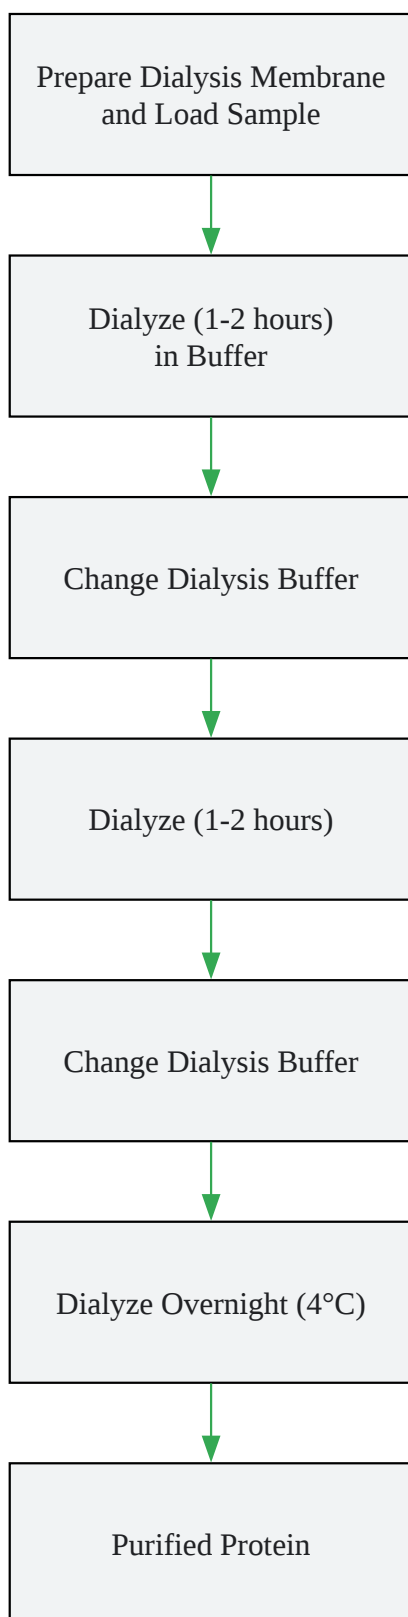 Prepare Dialysis Membrane
and Load Sample
Dialyze (1-2 hours)
in Buffer
Change Dialysis Buffer
Dialyze (1-2 hours)
Change Dialysis Buffer
Dialyze Overnight (4°C)
Purified Protein